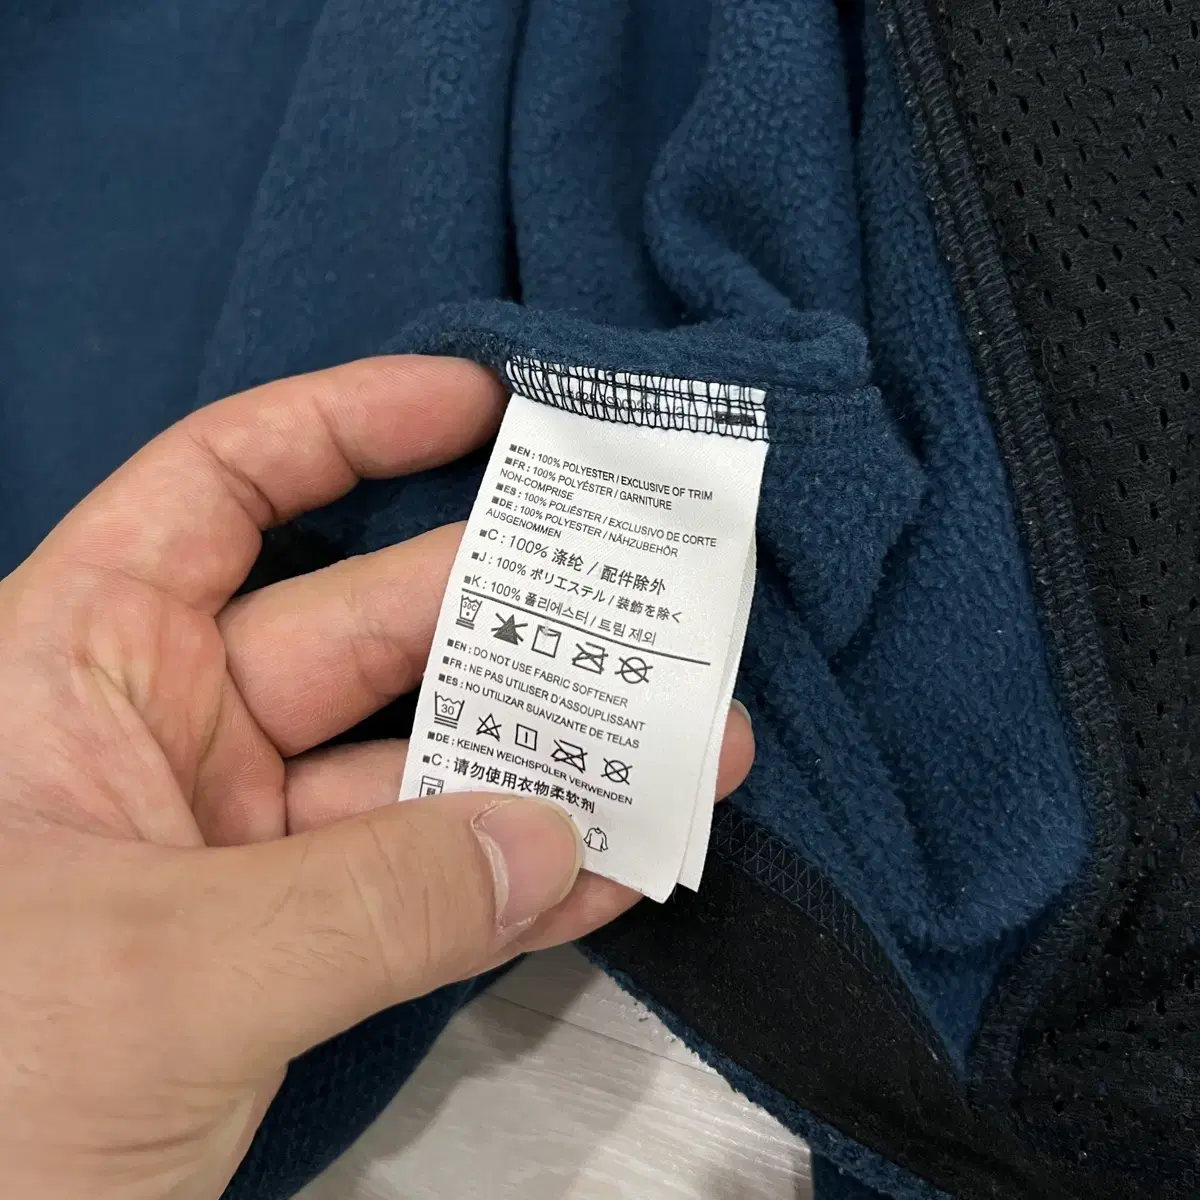 ■EN : 100% POLYESTER / EXCLUSIVE OF TRIM
■FR : 100% POLYÉSTER / GARNITURE
NON-COMPRISE
■ES : 100% POLIÉSTER / EXCLUSIVO DE CORTE
■DE : 100% POLYESTER / NÄHZUBEHÖR
AUSGENOMMEN
■C : 100% 涤纶 / 配件除外
■J : 100% ポリエステル / 装飾を除く
■K : 100% 폴리에스터 / 트림 제외
30C
■EN : DO NOT USE FABRIC SOFTENER
■FR : NE PAS UTILISER D'ASSOUPLISSANT
■ES : NO UTILIZAR SUAVIZANTE DE TELAS
30
■DE : KEINEN WEICHSPÜLER VERWENDEN
■C : 请勿使用衣物柔软剂